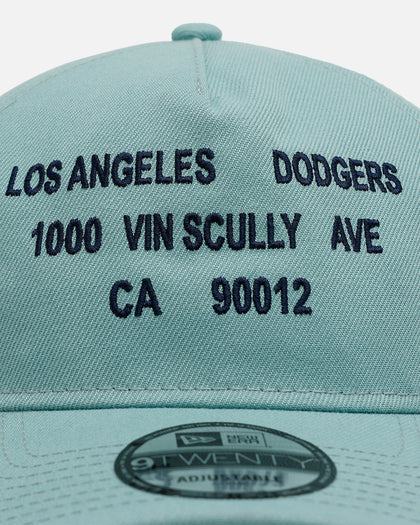 LOS ANGELES DODGERS
1000 VIN SCULLY AVE
CA 90012
NEW ERA
9TWENTY
ADJUSTABLE